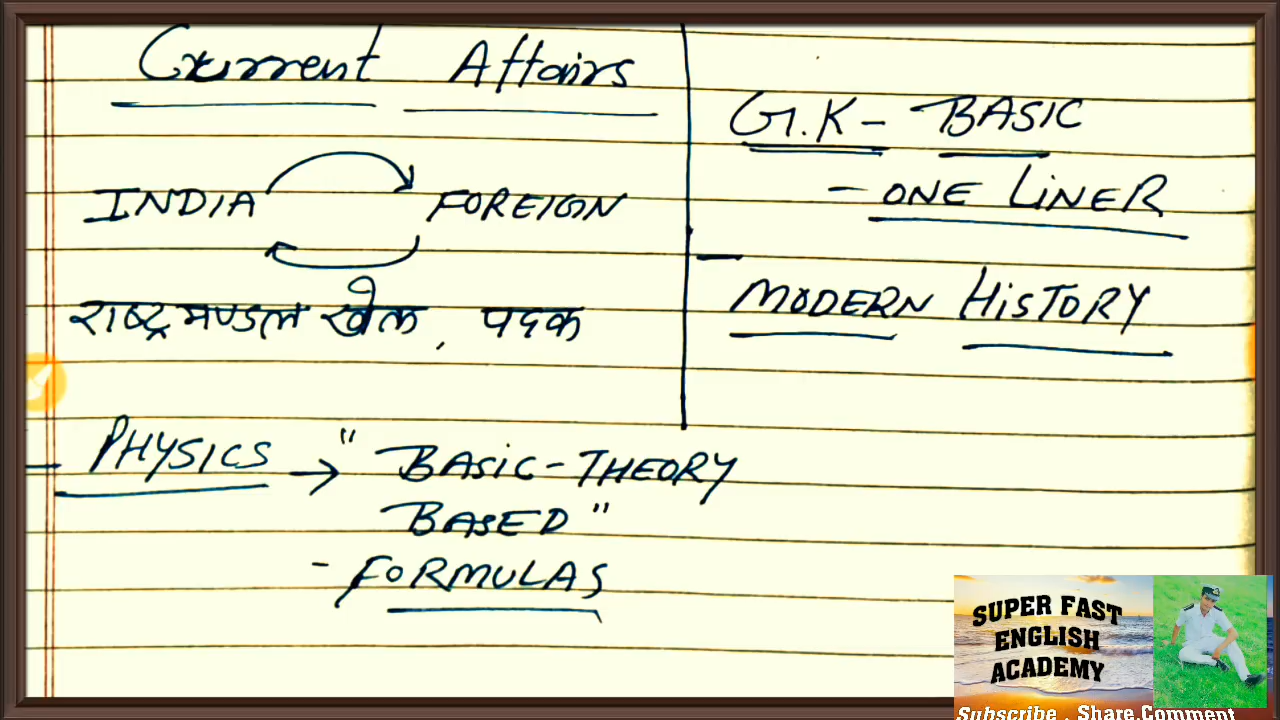 Current Affairs
INDIA FOREIGN
राष्ट्रमण्डल खेल, पदक
G.K - BASIC
- ONE LINER
- MODERN HISTORY
- PHYSICS → " BASIC - THEORY
BASED "
- FORMULAS
SUPER FAST
ENGLISH
ACADEMY
Subscribe . Share.Comment